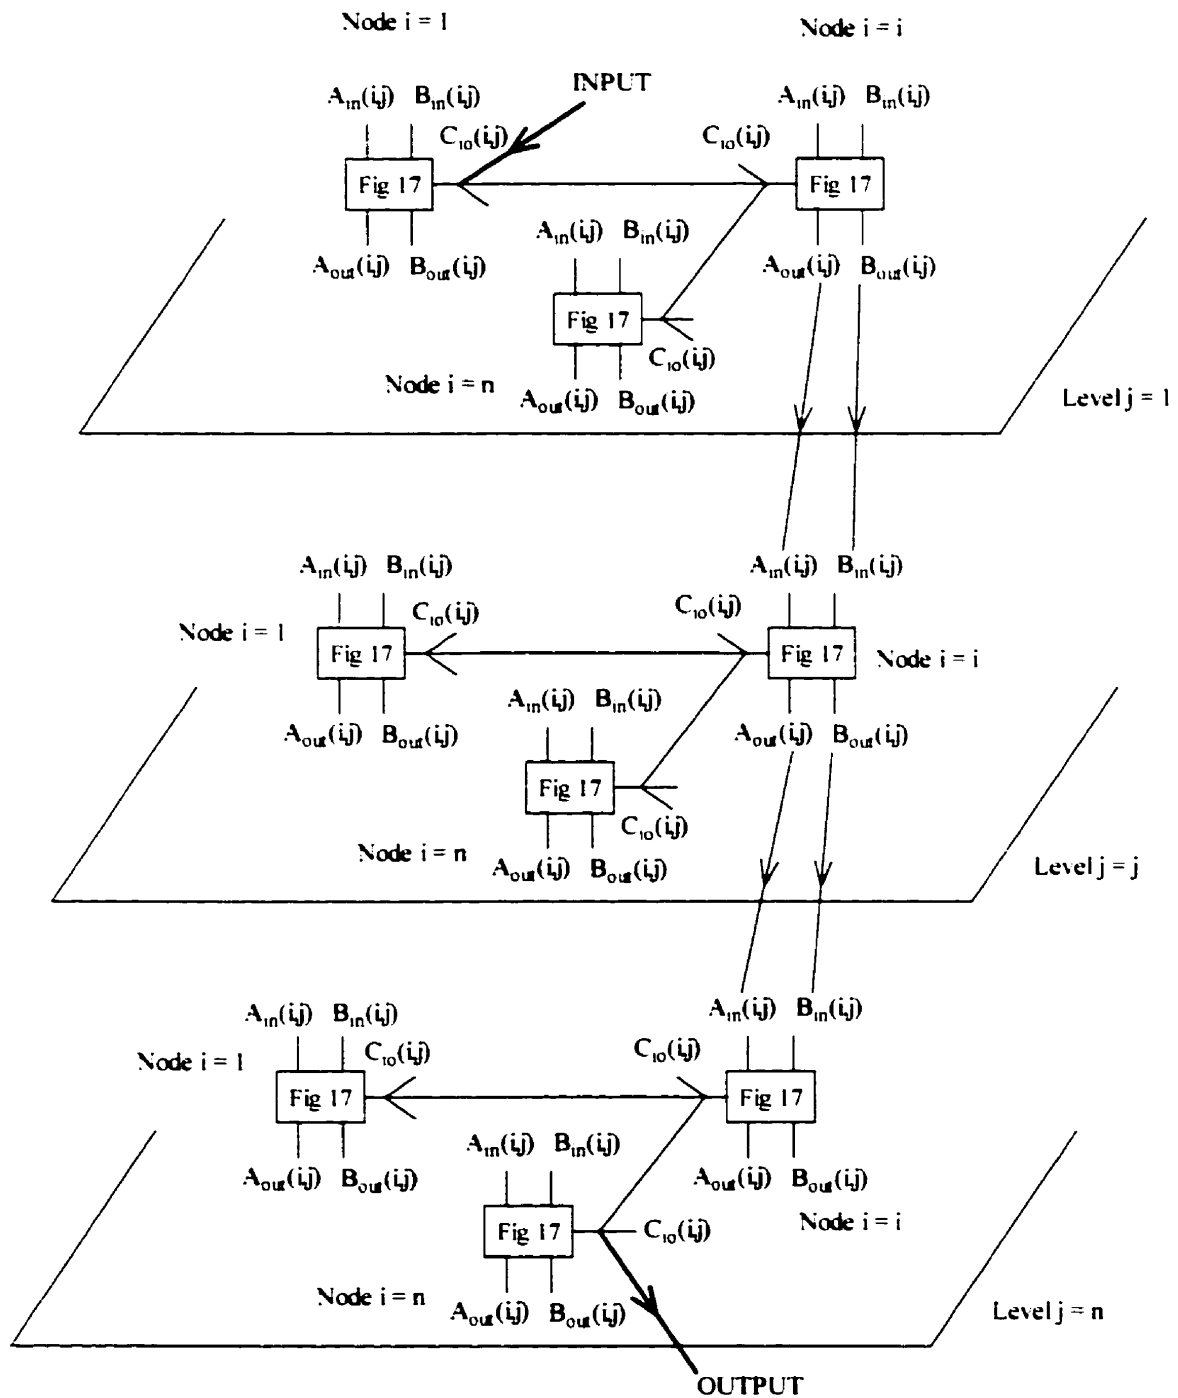 Node i = 1
Node i = i
INPUT
A_in(i,j) B_in(i,j)
A_in(i,j) B_in(i,j)
C_io(i,j)
C_io(i,j)
Fig 17
Fig 17
A_in(i,j) B_in(i,j)
A_out(i,j) B_out(i,j)
A_out(i,j) B_out(i,j)
Fig 17
C_io(i,j)
Node i = n
A_out(i,j) B_out(i,j)
Level j = 1
A_in(i,j) B_in(i,j)
A_in(i,j) B_in(i,j)
C_io(i,j)
C_io(i,j)
Node i = 1
Fig 17
Fig 17
Node i = i
A_in(i,j) B_in(i,j)
A_out(i,j) B_out(i,j)
A_out(i,j) B_out(i,j)
Fig 17
C_io(i,j)
Node i = n
A_out(i,j) B_out(i,j)
Level j = j
A_in(i,j) B_in(i,j)
A_in(i,j) B_in(i,j)
Node i = 1
C_io(i,j)
C_io(i,j)
Fig 17
Fig 17
A_in(i,j) B_in(i,j)
A_out(i,j) B_out(i,j)
A_out(i,j) B_out(i,j)
Node i = i
Fig 17
C_io(i,j)
Node i = n
A_out(i,j) B_out(i,j)
Level j = n
OUTPUT